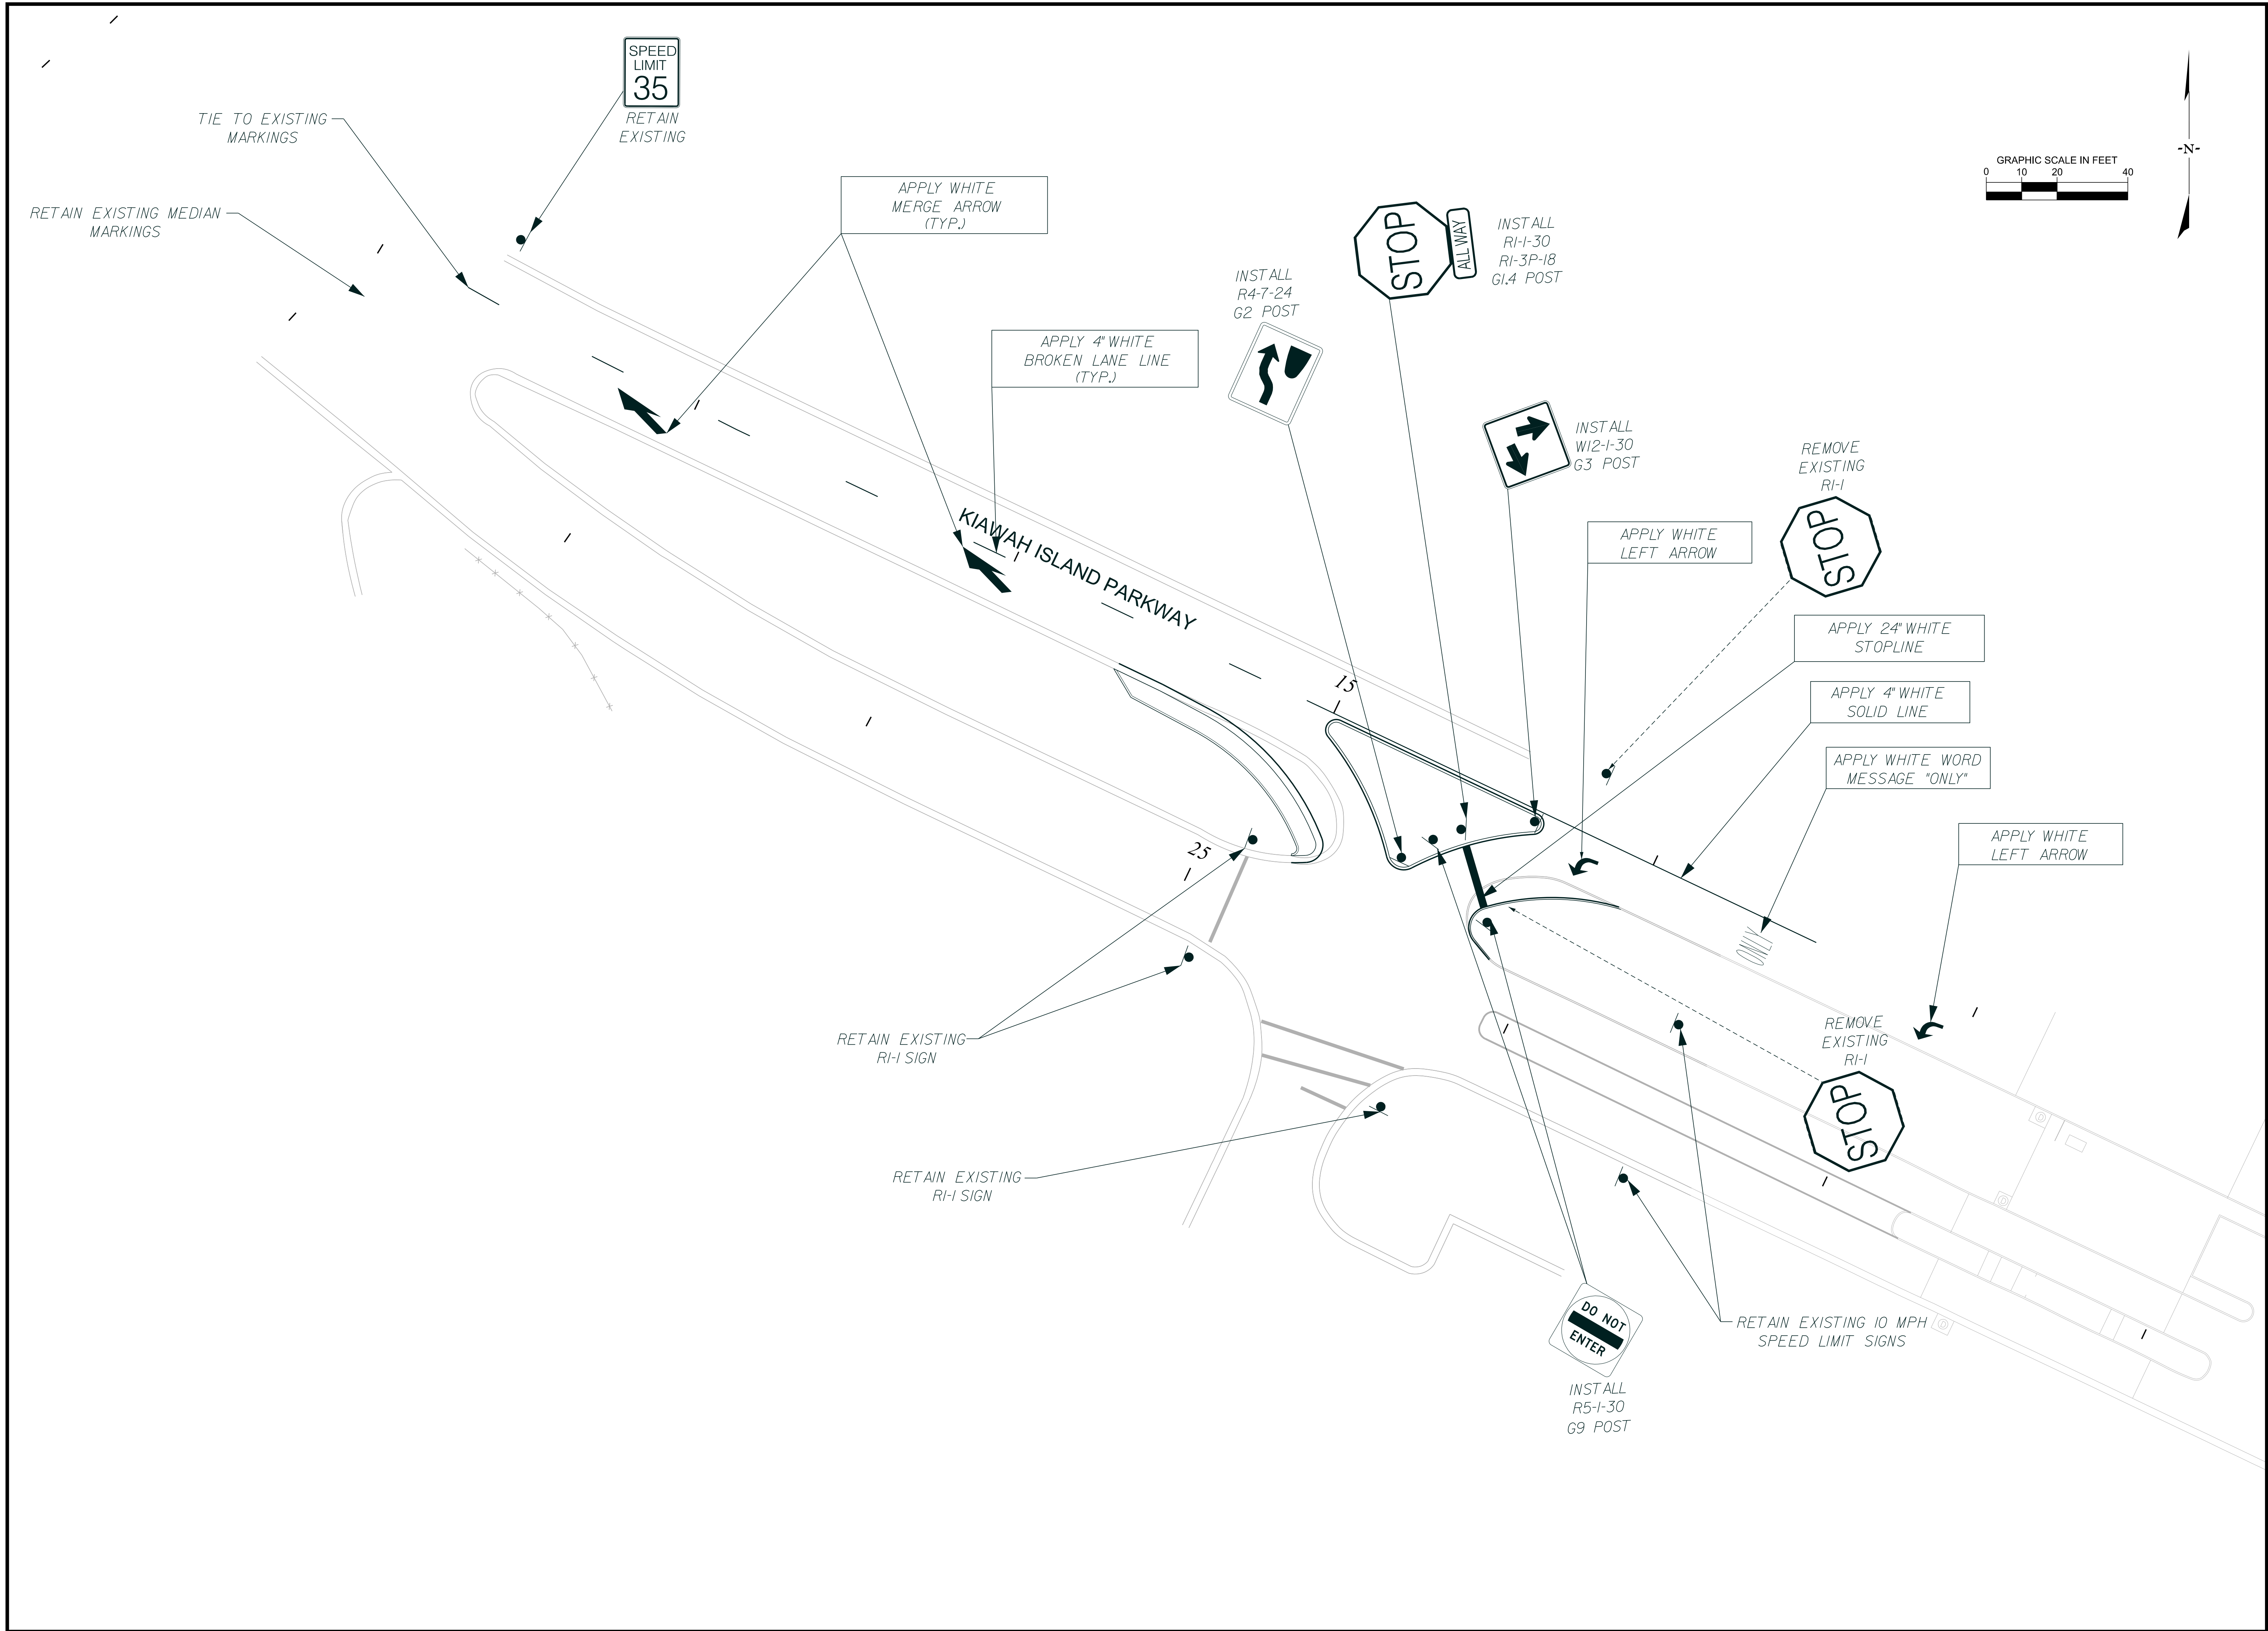 SPEED
LIMIT
35
RETAIN
EXISTING
TIE TO EXISTING
MARKINGS
RETAIN EXISTING MEDIAN
MARKINGS
APPLY WHITE
MERGE ARROW
(TYP.)
APPLY 4" WHITE
BROKEN LANE LINE
(TYP.)
GRAPHIC SCALE IN FEET
0 10 20 40
-N-
STOP
ALL WAY
INSTALL
R1-1-30
R1-3P-18
G1.4 POST
INSTALL
R4-7-24
G2 POST
INSTALL
W12-1-30
G3 POST
REMOVE
EXISTING
R1-1
STOP
APPLY WHITE
LEFT ARROW
APPLY 24" WHITE
STOPLINE
APPLY 4" WHITE
SOLID LINE
APPLY WHITE WORD
MESSAGE "ONLY"
APPLY WHITE
LEFT ARROW
KIAWAH ISLAND PARKWAY
15
25
RETAIN EXISTING
R1-1 SIGN
RETAIN EXISTING
R1-1 SIGN
REMOVE
EXISTING
R1-1
STOP
DO NOT
ENTER
INSTALL
R5-1-30
G9 POST
RETAIN EXISTING 10 MPH
SPEED LIMIT SIGNS